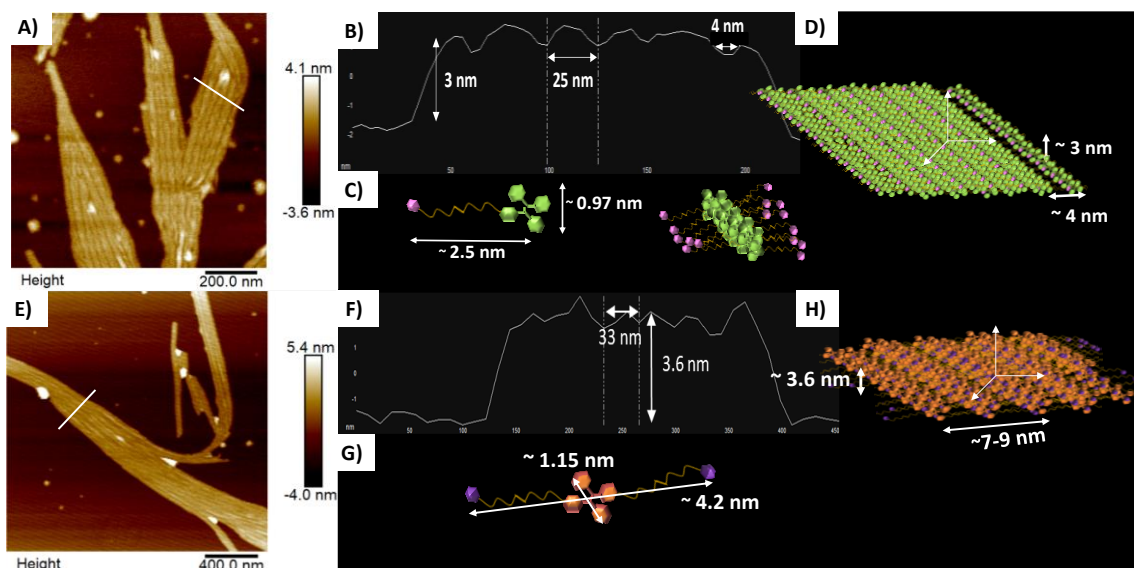 A)
4.1 nm
-3.6 nm
200.0 nm
Height
B)
3 nm
25 nm
4 nm
0
-2
nm
50
100
150
200
C)
~ 0.97 nm
~ 2.5 nm
D)
~ 3 nm
~ 4 nm
E)
5.4 nm
-4.0 nm
400.0 nm
Height
F)
33 nm
3.6 nm
1
-1
nm
50
100
150
200
250
300
350
400
450
G)
~ 1.15 nm
~ 4.2 nm
H)
~ 3.6 nm
~7-9 nm